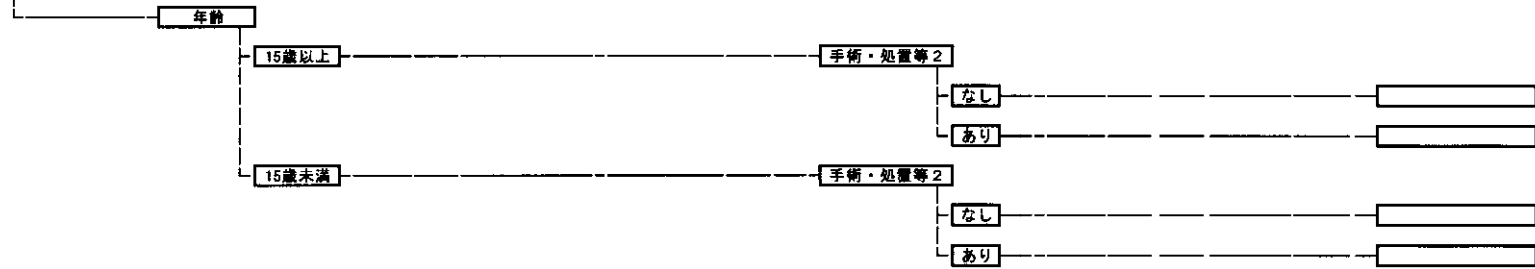 年齢
15歳以上
手術・処置等2
なし
あり
15歳未満
手術・処置等2
なし
あり